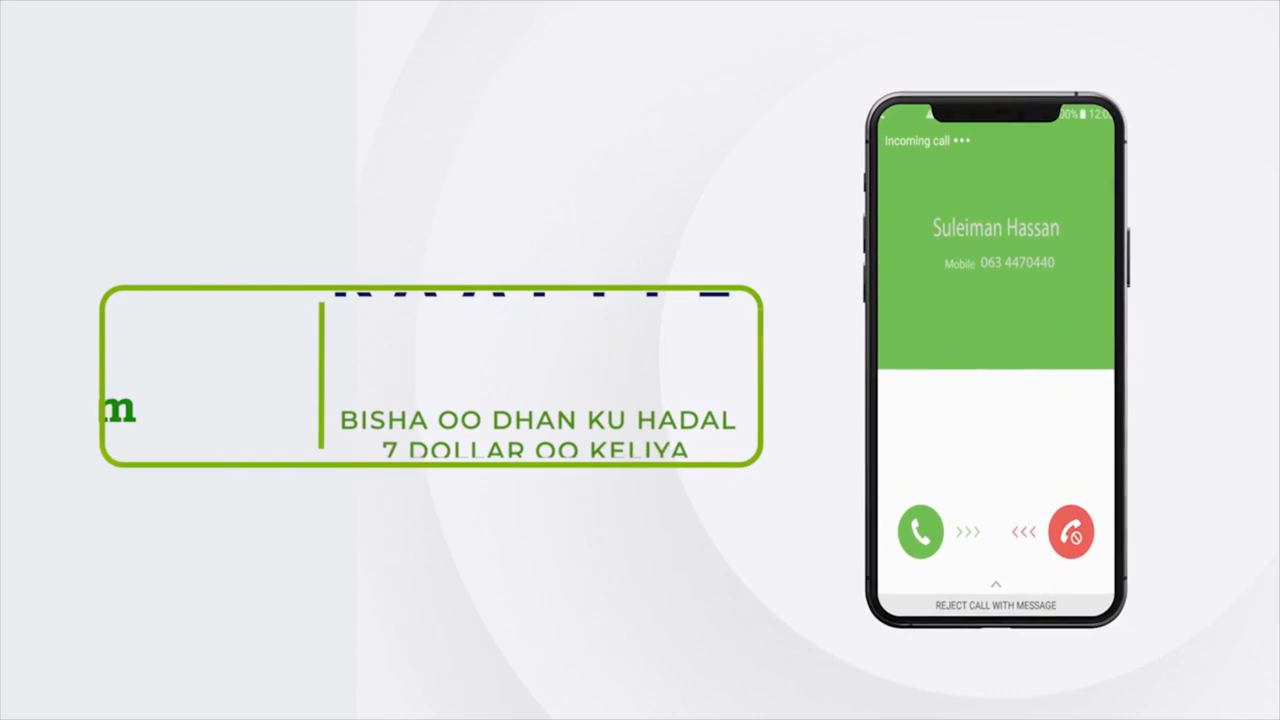 m
BISHA OO DHAN KU HADAL
7 DOLLAR OO KELIYA
Incoming call •••
Suleiman Hassan
Mobile 063 4470440
REJECT CALL WITH MESSAGE